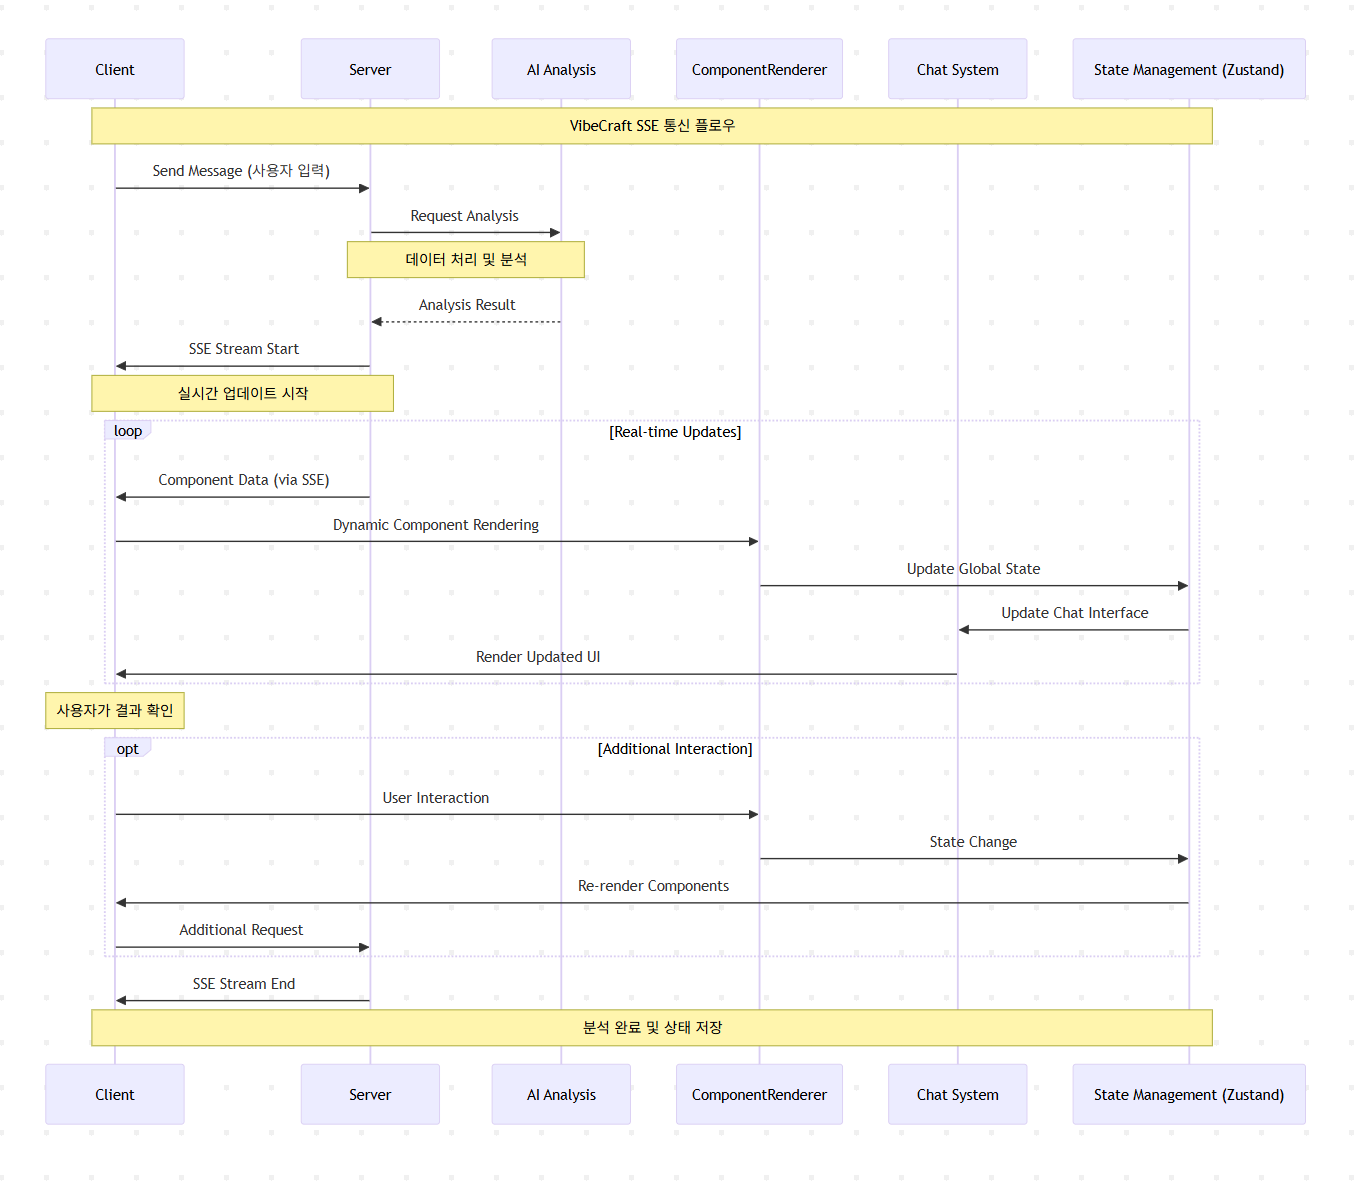 Client
Server
AI Analysis
ComponentRenderer
Chat System
State Management (Zustand)
VibeCraft SSE 통신 플로우
Send Message (사용자 입력)
Request Analysis
데이터 처리 및 분석
Analysis Result
SSE Stream Start
실시간 업데이트 시작
loop
[Real-time Updates]
Component Data (via SSE)
Dynamic Component Rendering
Update Global State
Update Chat Interface
Render Updated UI
사용자가 결과 확인
opt
[Additional Interaction]
User Interaction
State Change
Re-render Components
Additional Request
SSE Stream End
분석 완료 및 상태 저장
Client
Server
AI Analysis
ComponentRenderer
Chat System
State Management (Zustand)